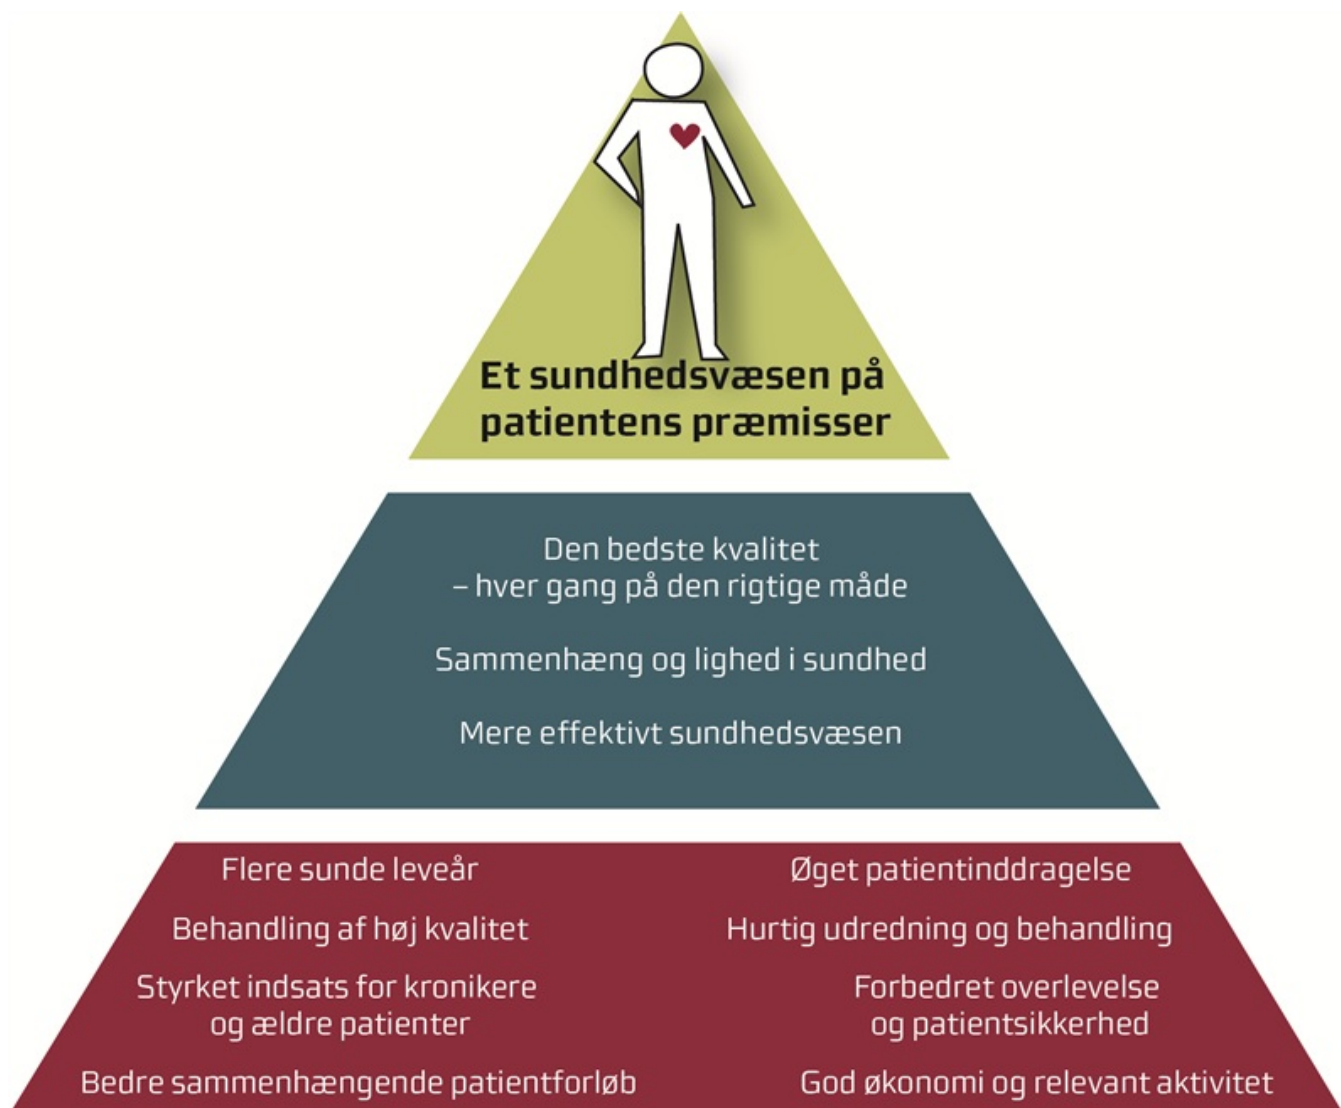 Et sundhedsvæsen på
patientens præmisser
Den bedste kvalitet
– hver gang på den rigtige måde
Sammenhæng og lighed i sundhed
Mere effektivt sundhedsvæsen
Flere sunde leveår
Behandling af høj kvalitet
Styrket indsats for kronikere
og ældre patienter
Bedre sammenhængende patientforløb
Øget patientinddragelse
Hurtig udredning og behandling
Forbedret overlevelse
og patientsikkerhed
God økonomi og relevant aktivitet